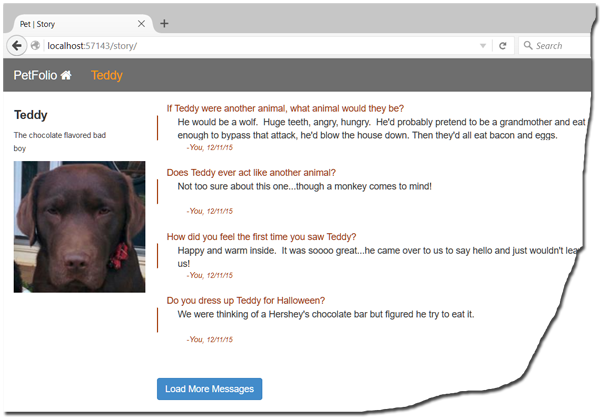 Pet | Story
localhost:57143/story/
Search
PetFolio Teddy
Teddy
The chocolate flavored bad
boy
If Teddy were another animal, what animal would they be?
He would be a wolf. Huge teeth, angry, hungry. He'd probably pretend to be a grandmother and eat
enough to bypass that attack, he'd blow the house down. Then they'd all eat bacon and eggs.
-You, 12/11/15
Does Teddy ever act like another animal?
Not too sure about this one...though a monkey comes to mind!
-You, 12/11/15
How did you feel the first time you saw Teddy?
Happy and warm inside. It was soooo great...he came over to us to say hello and just wouldn't
us!
-You, 12/11/15
Do you dress up Teddy for Halloween?
We were thinking of a Hershey's chocolate bar but figured he try to eat it.
-You, 12/11/15
Load More Messages